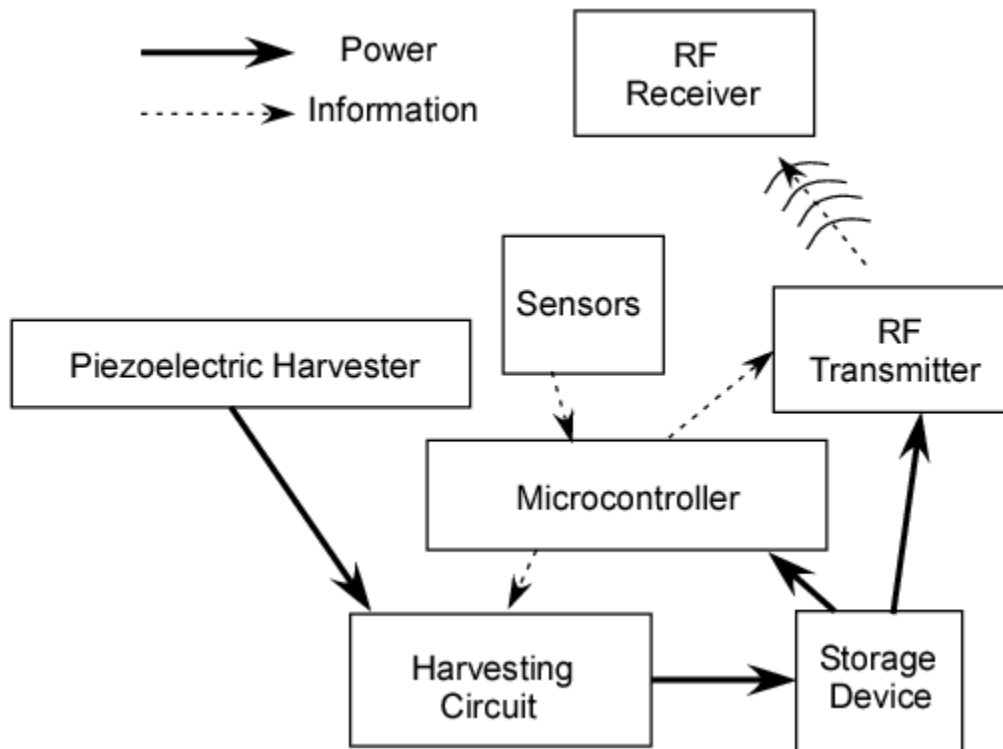 Power
Information
RF
Receiver
Sensors
RF
Transmitter
Piezoelectric Harvester
Microcontroller
Harvesting
Circuit
Storage
Device